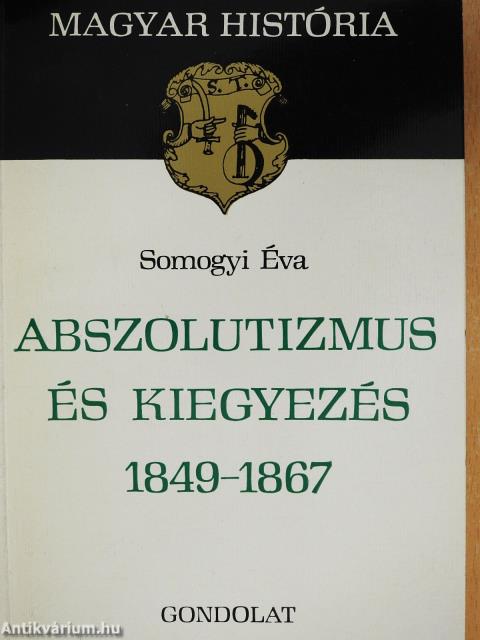 MAGYAR HISTÓRIA
S. T.
Somogyi Éva
ABSZOLUTIZMUS
ÉS KIEGYEZÉS
1849–1867
GONDOLAT
Antikvárium.hu